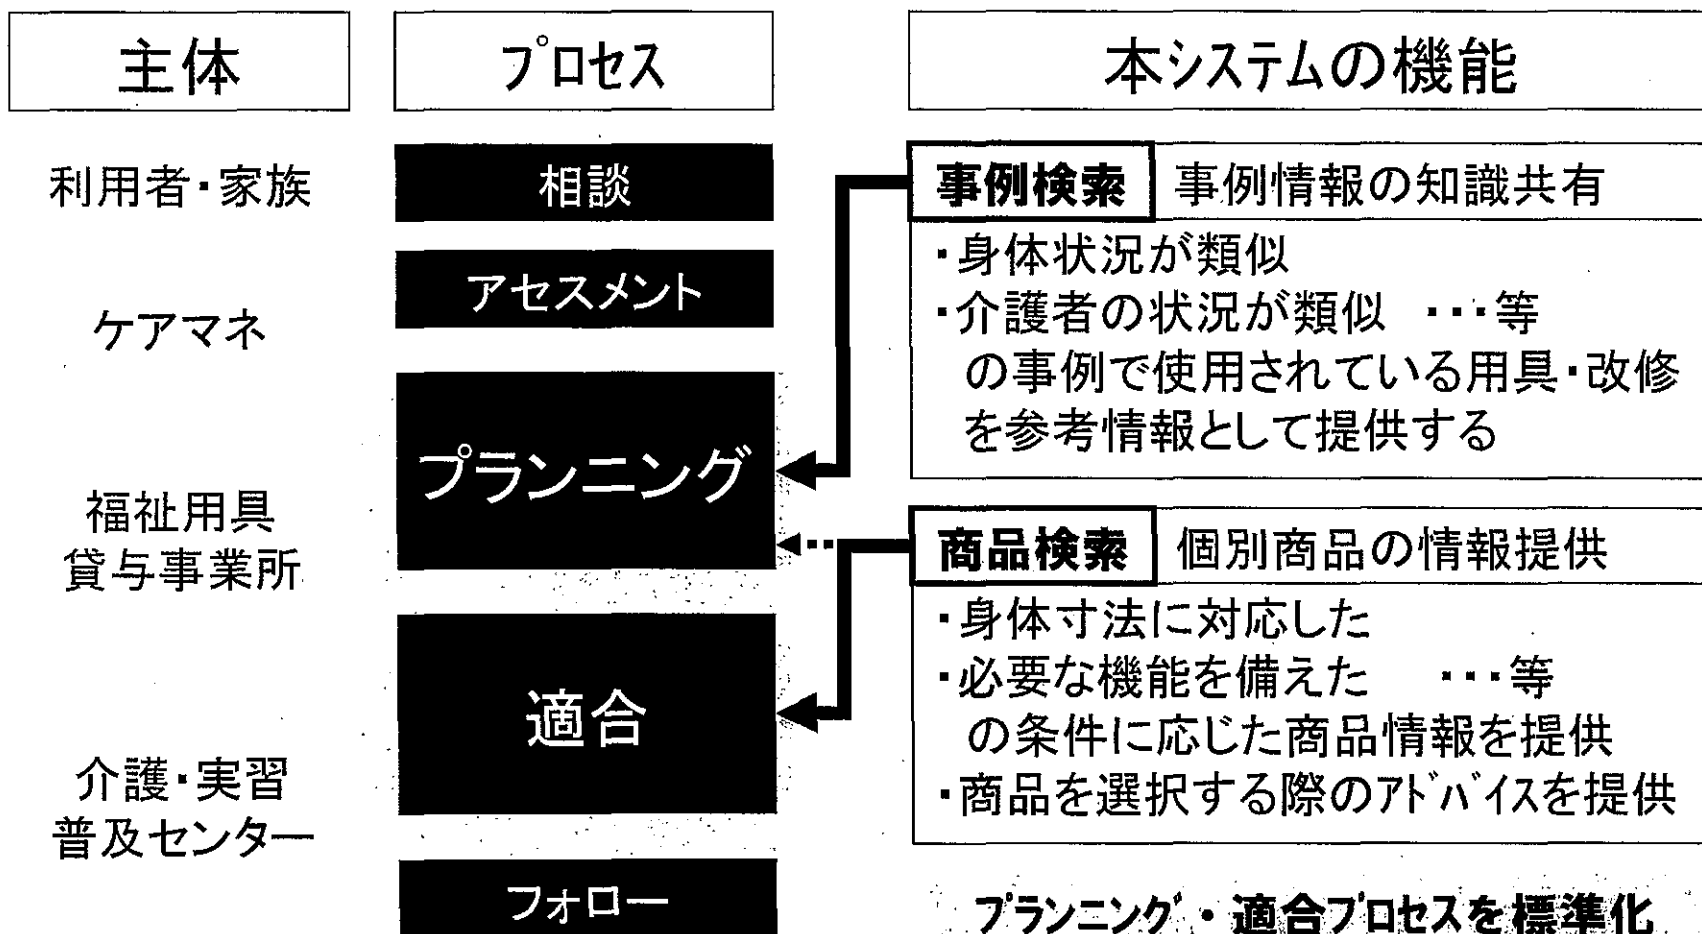 主体
プロセス
本システムの機能
利用者・家族
ケアマネ
福祉用具
貸与事業所
介護・実習
普及センター
相談
アセスメント
プランニング
適合
フォロー
事例検索
事例情報の知識共有
・身体状況が類似
・介護者の状況が類似 ・・・等
の事例で使用されている用具・改修
を参考情報として提供する
商品検索
個別商品の情報提供
・身体寸法に対応した
・必要な機能を備えた ・・・等
の条件に応じた商品情報を提供
・商品を選択する際のアドバイスを提供
プランニング・適合プロセスを標準化